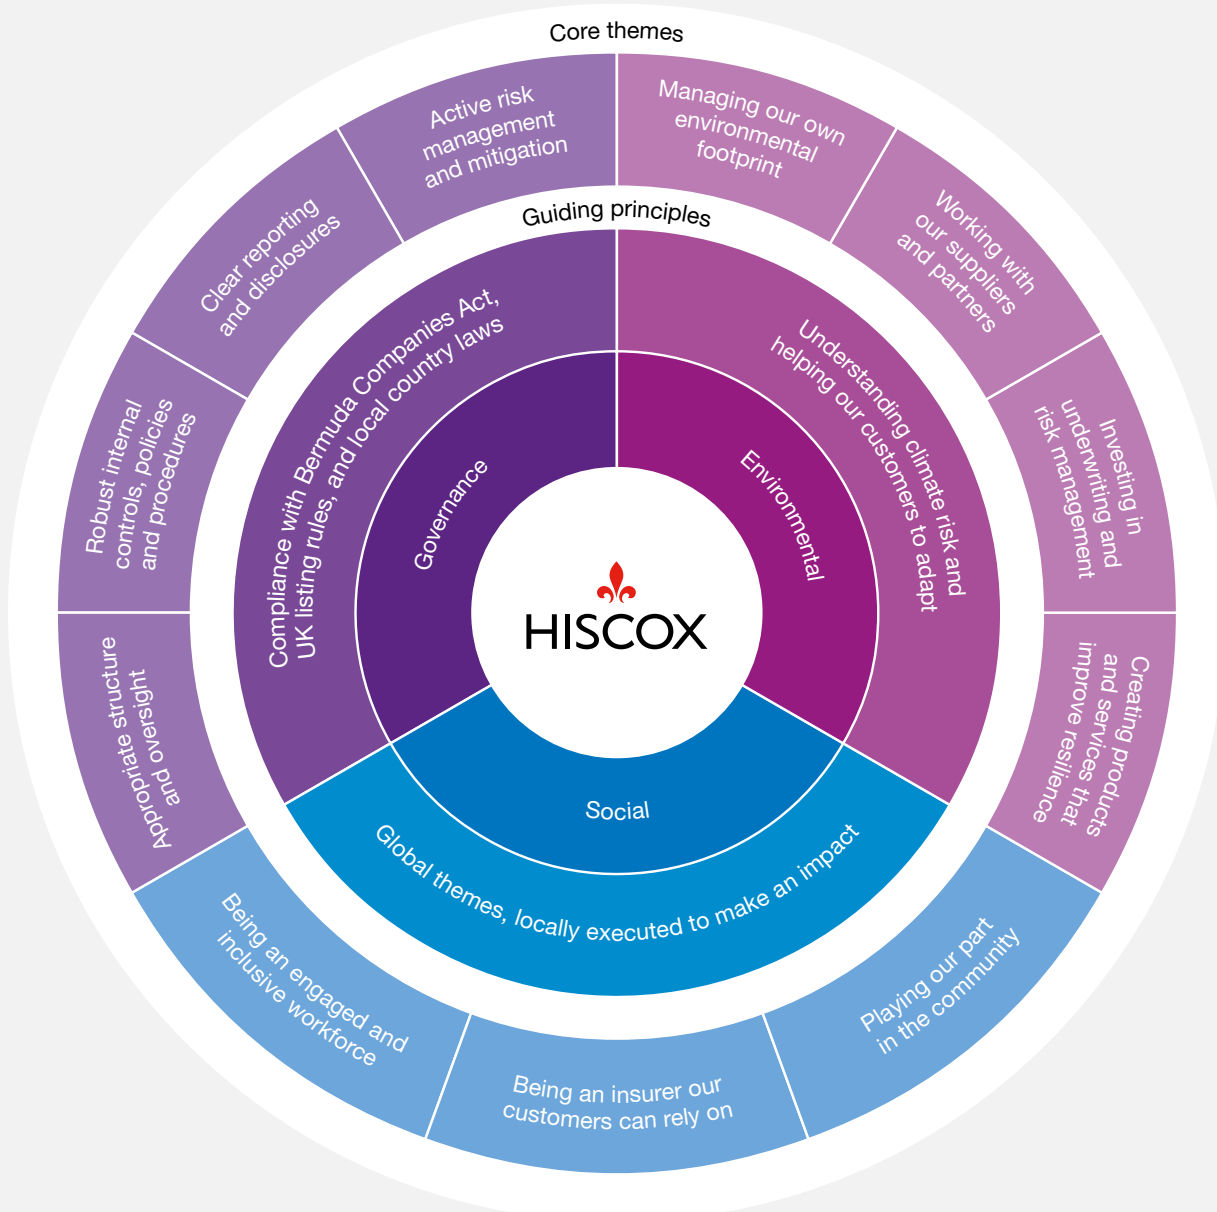 Core themes
Active risk
management
and mitigation
Managing our own
environmental
footprint
Working with
our suppliers
and partners
Investing in
underwriting and
risk management
Creating products
and services that
improve resilience
Playing our part
in the community
Being an insurer our
customers can rely on
Being an engaged and
inclusive workforce
Appropriate structure
and oversight
Robust internal
controls, policies
and procedures
Clear reporting
and disclosures
Guiding principles
Compliance with Bermuda Companies Act,
UK listing rules, and local country laws
Understanding climate risk and
helping our customers to adapt
Global themes, locally executed to make an impact
Governance
Environmental
Social
HISCOX